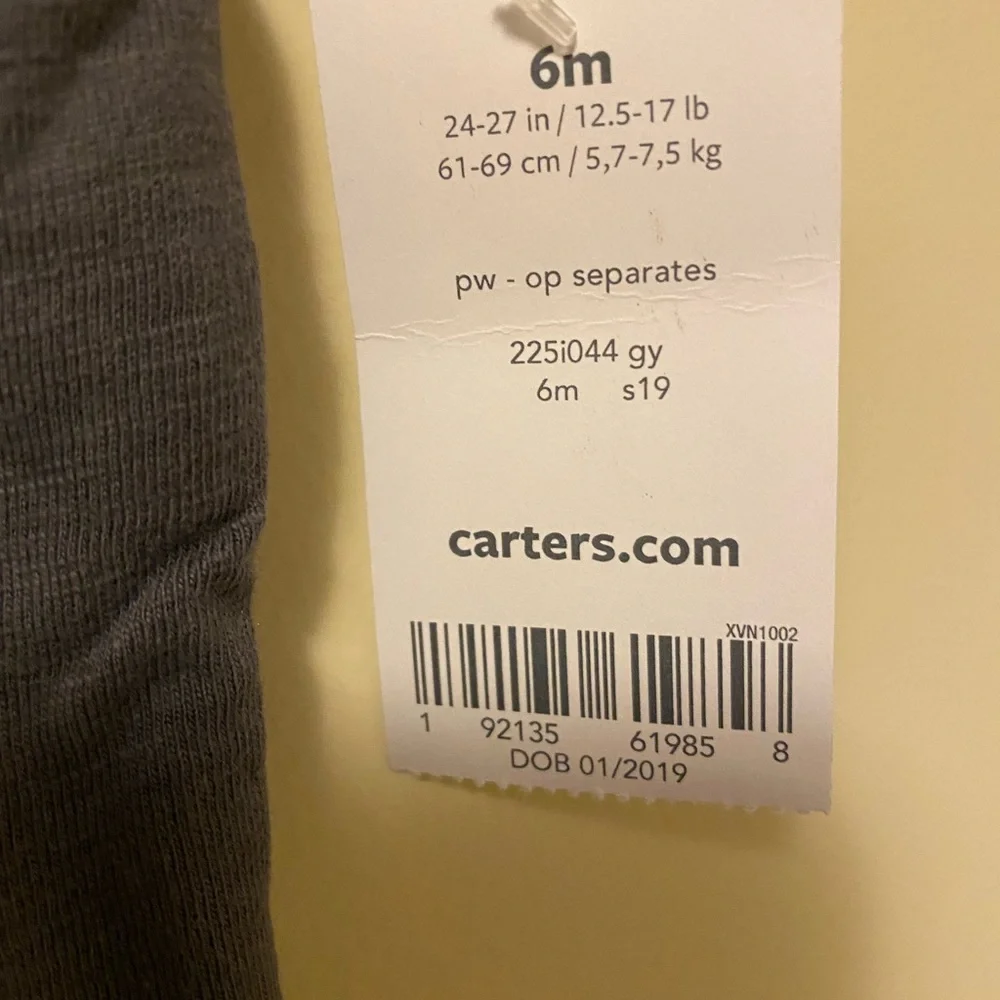 6m
24-27 in / 12.5-17 lb
61-69 cm / 5,7-7,5 kg
pw - op separates
225i044 gy
6m s19
carters.com
XVN1002
1 92135 61985 8
DOB 01/2019